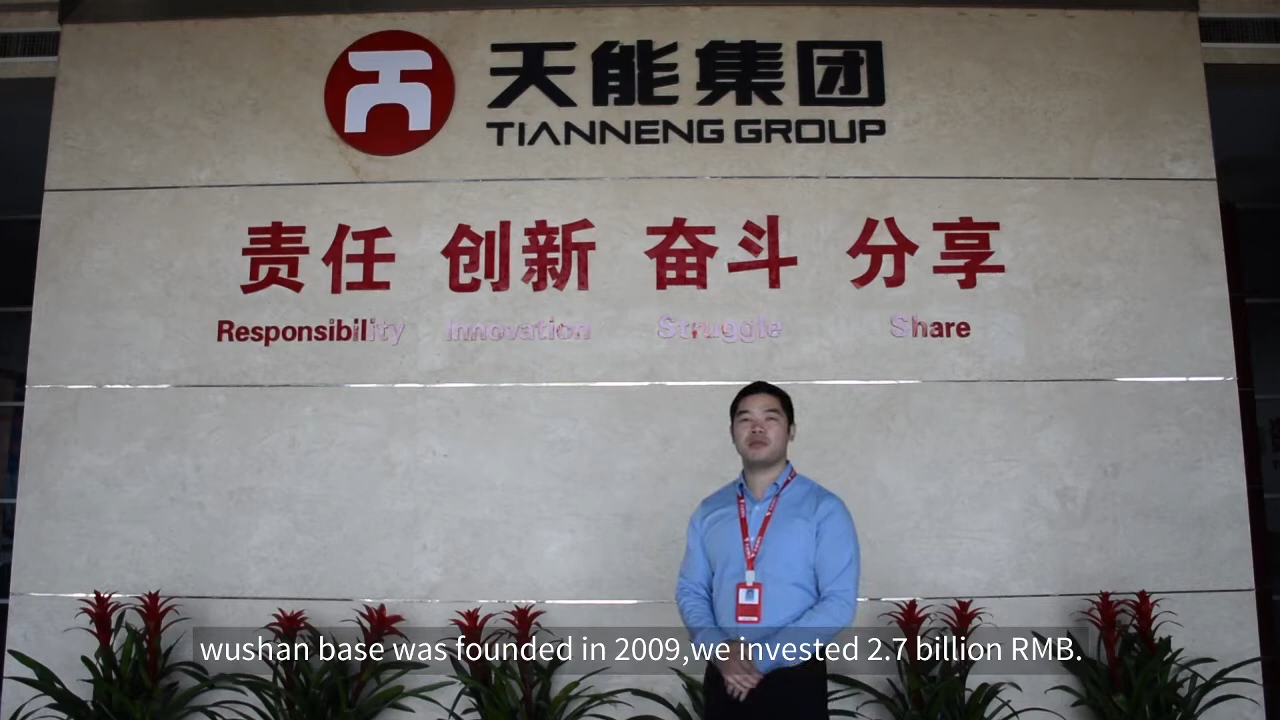 天能集团
TIANNENG GROUP
责任 创新 奋斗 分享
Responsibility Innovation Struggle Share
wushan base was founded in 2009,we invested 2.7 billion RMB.